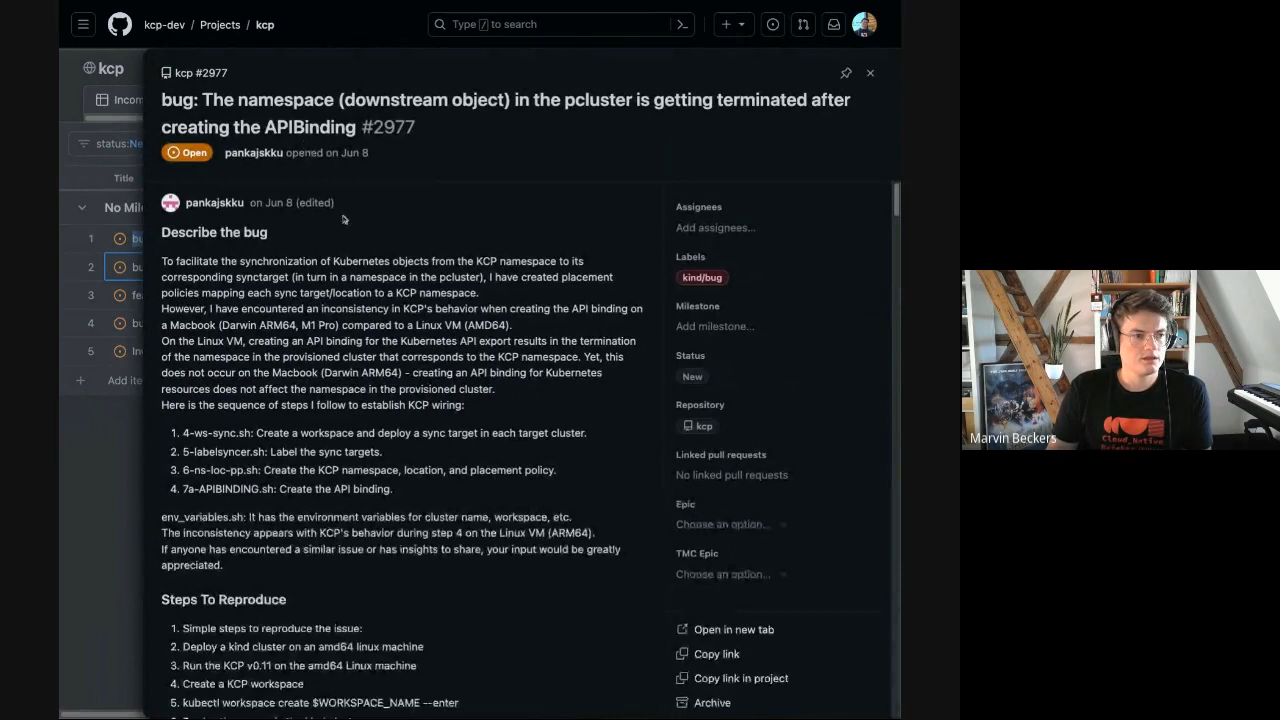 kcp-dev / Projects / kcp
Type / to search
kcp
Incom
status:Ne
Title
No Mil
1 bu
2 bu
3 fea
4 bu
5 Inv
Add ite
kcp #2977
bug: The namespace (downstream object) in the pcluster is getting terminated after
creating the APIBinding #2977
Open pankajskku opened on Jun 8
pankajskku on Jun 8 (edited)
Describe the bug
To facilitate the synchronization of Kubernetes objects from the KCP namespace to its
corresponding synctarget (in turn in a namespace in the pcluster), I have created placement
policies mapping each sync target/location to a KCP namespace.
However, I have encountered an inconsistency in KCP's behavior when creating the API binding on
a Macbook (Darwin ARM64, M1 Pro) compared to a Linux VM (AMD64).
On the Linux VM, creating an API binding for the Kubernetes API export results in the termination
of the namespace in the provisioned cluster that corresponds to the KCP namespace. Yet, this
does not occur on the Macbook (Darwin ARM64) - creating an API binding for Kubernetes
resources does not affect the namespace in the provisioned cluster.
Here is the sequence of steps I follow to establish KCP wiring:
1. 4-ws-sync.sh: Create a workspace and deploy a sync target in each target cluster.
2. 5-labelsyncer.sh: Label the sync targets.
3. 6-ns-loc-pp.sh: Create the KCP namespace, location, and placement policy.
4. 7a-APIBINDING.sh: Create the API binding.
env_variables.sh: It has the environment variables for cluster name, workspace, etc.
The inconsistency appears with KCP's behavior during step 4 on the Linux VM (ARM64).
If anyone has encountered a similar issue or has insights to share, your input would be greatly
appreciated.
Steps To Reproduce
1. Simple steps to reproduce the issue:
2. Deploy a kind cluster on an amd64 linux machine
3. Run the KCP v0.11 on the amd64 Linux machine
4. Create a KCP workspace
5. kubectl workspace create $WORKSPACE_NAME --enter
Assignees
Add assignees...
Labels
kind/bug
Milestone
Add milestone...
Status
New
Repository
kcp
Linked pull requests
No linked pull requests
Epic
Choose an option...
TMC Epic
Choose an option...
Open in new tab
Copy link
Copy link in project
Archive
Marvin Beckers
Cloud_Native